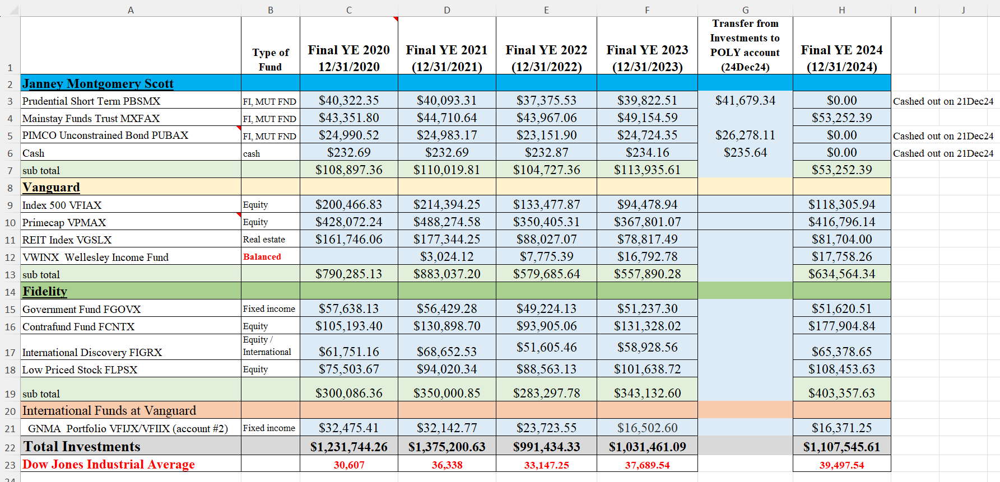 A B C D E F G H I J
1 Type of Fund Final YE 2020 12/31/2020 Final YE 2021 (12/31/2021) Final YE 2022 (12/31/2022) Final YE 2023 (12/31/2023) Transfer from Investments to POLY account (24Dec24) Final YE 2024 (12/31/2024)
2 Janney Montgomery Scott
3 Prudential Short Term PBSMX FI, MUT FND $40,322.35 $40,093.31 $37,375.53 $39,822.51 $41,679.34 $0.00 Cashed out on 21Dec24
4 Mainstay Funds Trust MXFAX FI, MUT FND $43,351.80 $44,710.64 $43,967.06 $49,154.59 $53,252.39
5 PIMCO Unconstrained Bond PUBAX FI, MUT FND $24,990.52 $24,983.17 $23,151.90 $24,724.35 $26,278.11 $0.00 Cashed out on 21Dec24
6 Cash cash $232.69 $232.69 $232.87 $234.16 $235.64 $0.00 Cashed out on 21Dec24
7 sub total $108,897.36 $110,019.81 $104,727.36 $113,935.61 $53,252.39
8 Vanguard
9 Index 500 VFIAX Equity $200,466.83 $214,394.25 $133,477.87 $94,478.94 $118,305.94
10 Primecap VPMAX Equity $428,072.24 $488,274.58 $350,405.31 $367,801.07 $416,796.14
11 REIT Index VGSLX Real estate $161,746.06 $177,344.25 $88,027.07 $78,817.49 $81,704.00
12 VWINX Wellesley Income Fund Balanced $3,024.12 $7,775.39 $16,792.78 $17,758.26
13 sub total $790,285.13 $883,037.20 $579,685.64 $557,890.28 $634,564.34
14 Fidelity
15 Government Fund FGOVX Fixed income $57,638.13 $56,429.28 $49,224.13 $51,237.30 $51,620.51
16 Contrafund Fund FCNTX Equity $105,193.40 $130,898.70 $93,905.06 $131,328.02 $177,904.84
17 International Discovery FIGRX Equity / International $61,751.16 $68,652.53 $51,605.46 $58,928.56 $65,378.65
18 Low Priced Stock FLPSX Equity $75,503.67 $94,020.34 $88,563.13 $101,638.72 $108,453.63
19 sub total $300,086.36 $350,000.85 $283,297.78 $343,132.60 $403,357.63
20 International Funds at Vanguard
21 GNMA Portfolio VFIJX/VFIIX (account #2) Fixed income $32,475.41 $32,142.77 $23,723.55 $16,502.60 $16,371.25
22 Total Investments $1,231,744.26 $1,375,200.63 $991,434.33 $1,031,461.09 $1,107,545.61
23 Dow Jones Industrial Average 30,607 36,338 33,147.25 37,689.54 39,497.54
24